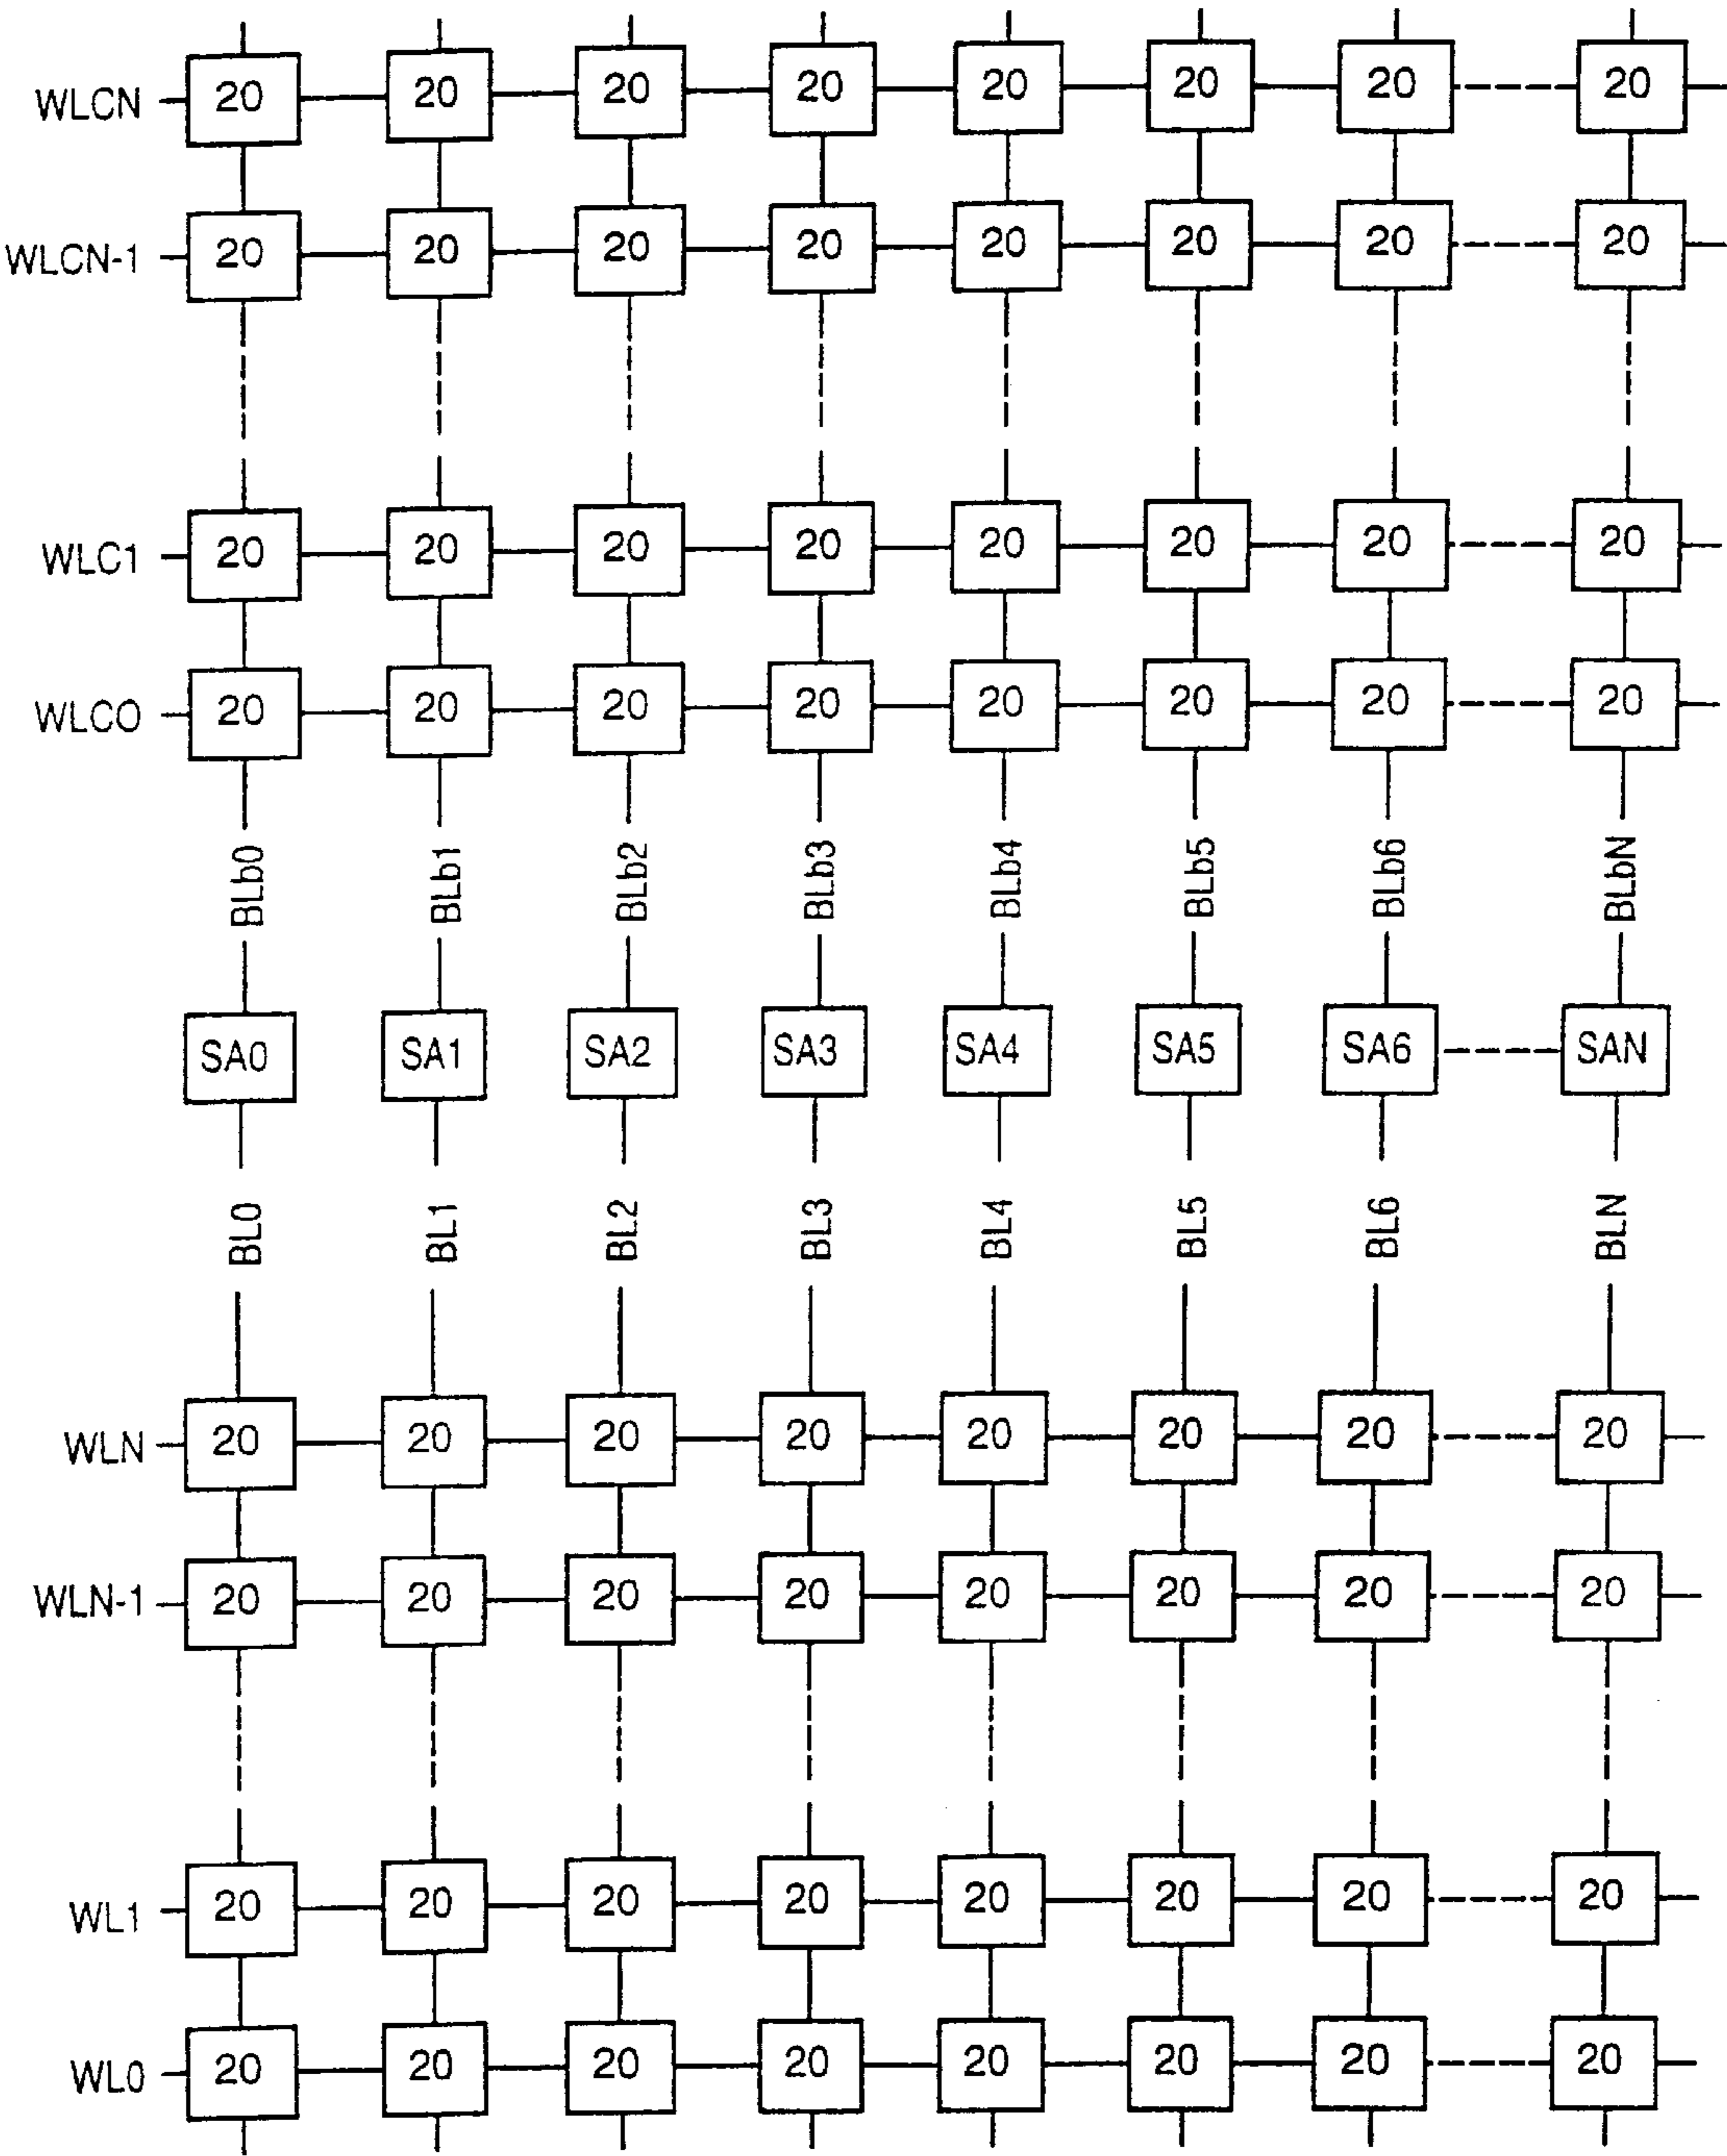 WLCN 20 20 20 20 20 20 20 20
WLCN-1 20 20 20 20 20 20 20 20
WLC1 20 20 20 20 20 20 20 20
WLCO 20 20 20 20 20 20 20 20
BLb0 BLb1 BLb2 BLb3 BLb4 BLb5 BLb6 BLbN
SA0 SA1 SA2 SA3 SA4 SA5 SA6 SAN
BL0 BL1 BL2 BL3 BL4 BL5 BL6 BLN
WLN 20 20 20 20 20 20 20 20
WLN-1 20 20 20 20 20 20 20 20
WL1 20 20 20 20 20 20 20 20
WL0 20 20 20 20 20 20 20 20